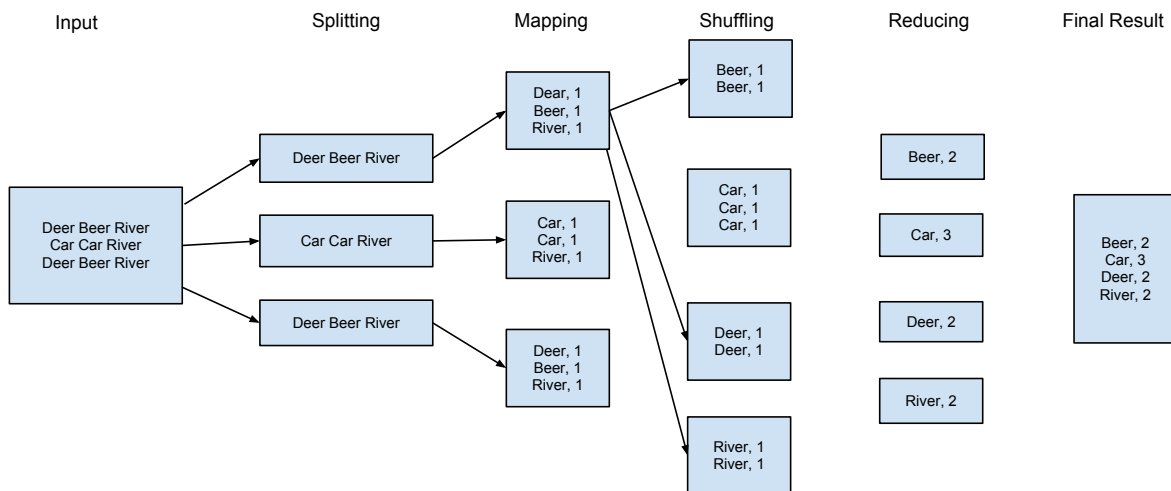 Input
Splitting
Mapping
Shuffling
Reducing
Final Result
Deer Beer River
Car Car River
Deer Beer River
Deer Beer River
Car Car River
Deer Beer River
Dear, 1
Beer, 1
River, 1
Car, 1
Car, 1
River, 1
Deer, 1
Beer, 1
River, 1
Beer, 1
Beer, 1
Car, 1
Car, 1
Car, 1
Deer, 1
Deer, 1
River, 1
River, 1
Beer, 2
Car, 3
Deer, 2
River, 2
Beer, 2
Car, 3
Deer, 2
River, 2